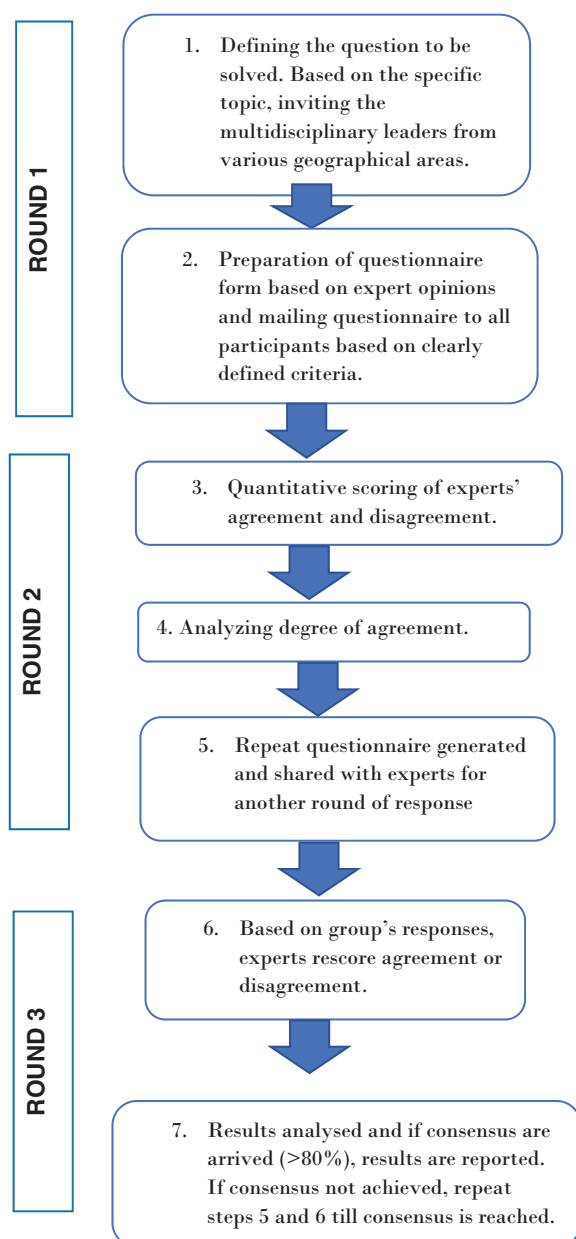 ROUND 1
1. Defining the question to be
solved. Based on the specific
topic, inviting the
multidisciplinary leaders from
various geographical areas.
2. Preparation of questionnaire
form based on expert opinions
and mailing questionnaire to all
participants based on clearly
defined criteria.
ROUND 2
3. Quantitative scoring of experts'
agreement and disagreement.
4. Analyzing degree of agreement.
5. Repeat questionnaire generated
and shared with experts for
another round of response
ROUND 3
6. Based on group's responses,
experts rescore agreement or
disagreement.
7. Results analysed and if consensus are
arrived (>80%), results are reported.
If consensus not achieved, repeat
steps 5 and 6 till consensus is reached.